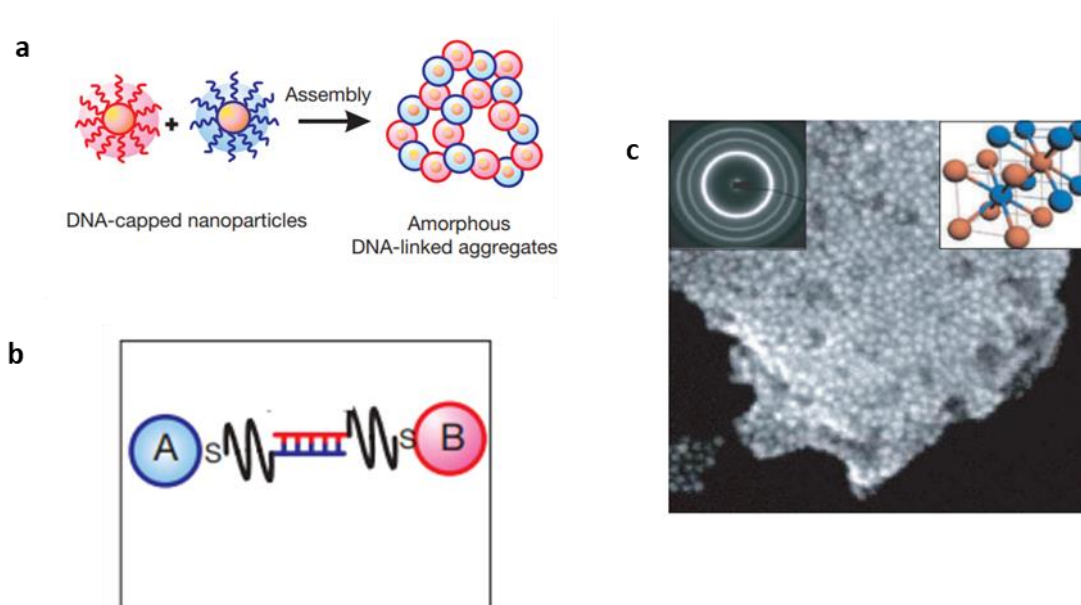 a
Assembly
+
DNA-capped nanoparticles
Amorphous
DNA-linked aggregates
b
A
S
S
B
c